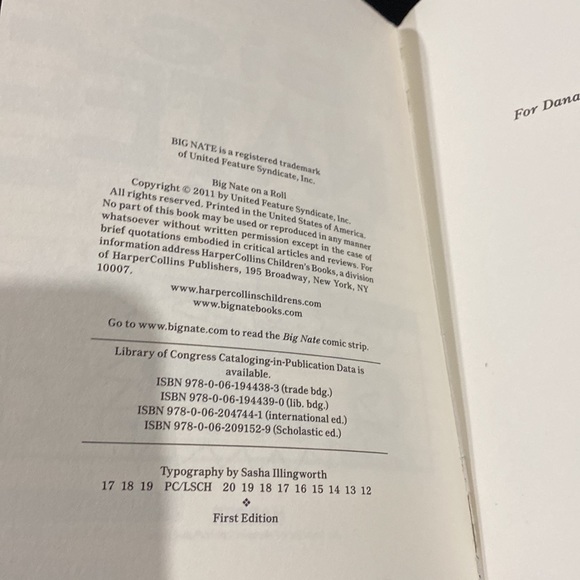 BIG NATE is a registered trademark
of United Feature Syndicate, Inc.
Big Nate on a Roll
Copyright © 2011 by United Feature Syndicate, Inc.
All rights reserved. Printed in the United States of America.
No part of this book may be used or reproduced in any manner
whatsoever without written permission except in the case of
brief quotations embodied in critical articles and reviews. For
information address HarperCollins Children's Books, a division
of HarperCollins Publishers, 195 Broadway, New York, NY
10007.
www.harpercollinschildrens.com
www.bignatebooks.com
Go to www.bignate.com to read the Big Nate comic strip.
Library of Congress Cataloging-in-Publication Data is
available.
ISBN 978-0-06-194438-3 (trade bdg.)
ISBN 978-0-06-194439-0 (lib. bdg.)
ISBN 978-0-06-204744-1 (international ed.)
ISBN 978-0-06-209152-9 (Scholastic ed.)
Typography by Sasha Illingworth
17 18 19 PC/LSCH 20 19 18 17 16 15 14 13 12
❖
First Edition
For Dana